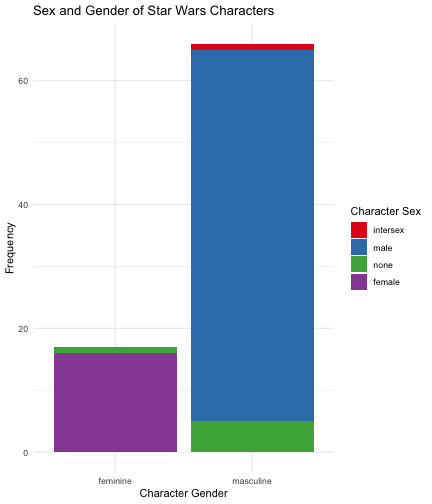 Sex and Gender of Star Wars Characters
60
40
20
0
Frequency
feminine
masculine
Character Gender
Character Sex
intersex
male
none
female